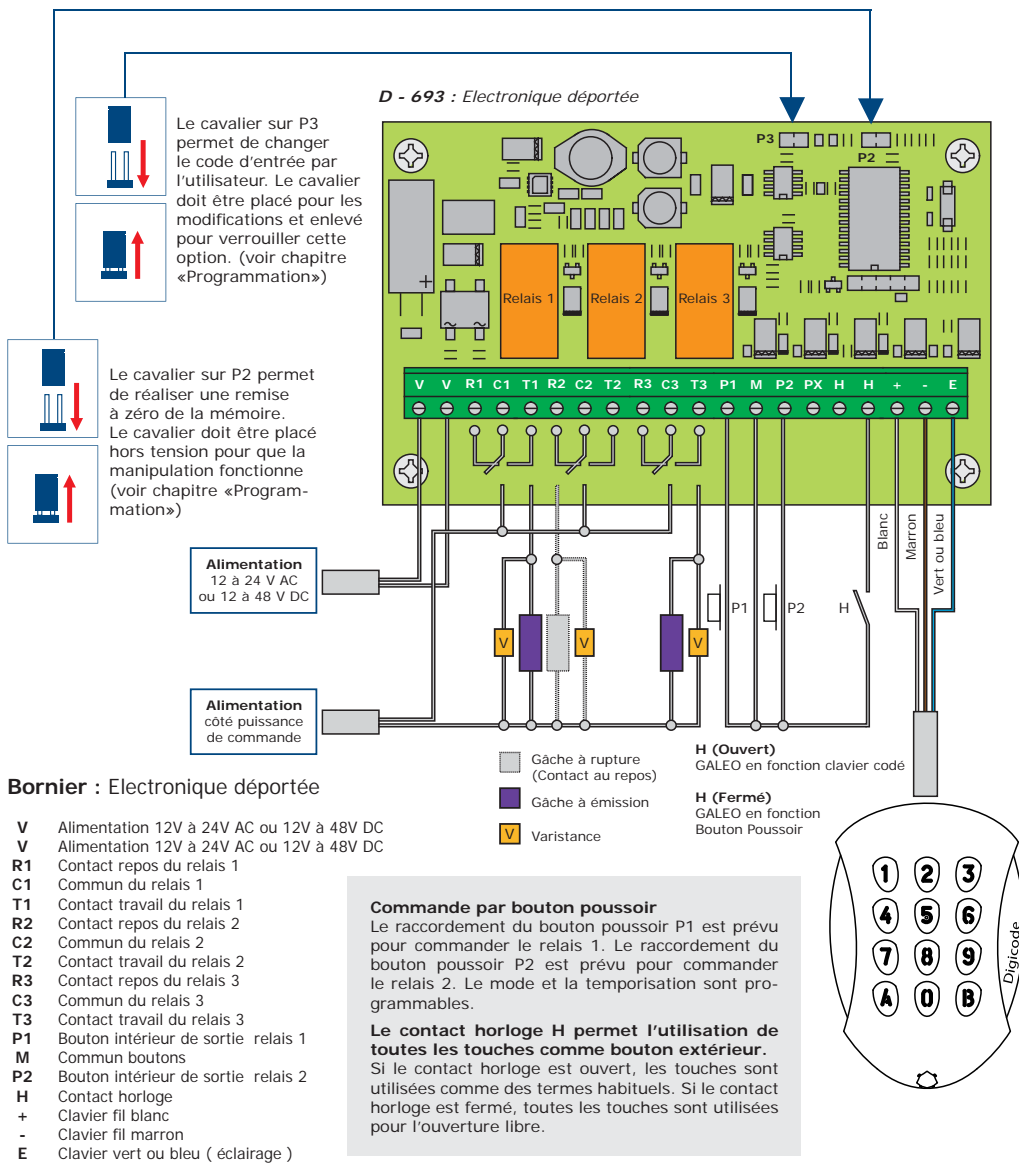 D - 693 : Electronique déportée
Le cavalier sur P3
permet de changer
le code d'entrée par
l'utilisateur. Le cavalier
doit être placé pour les
modifications et enlevé
pour verrouiller cette
option. (voir chapitre
«Programmation»)
P3
P2
Relais 1
Relais 2
Relais 3
Le cavalier sur P2 permet
de réaliser une remise
à zéro de la mémoire.
Le cavalier doit être placé
hors tension pour que la
manipulation fonctionne
(voir chapitre «Program-
mation»)
V V R1 C1 T1 R2 C2 T2 R3 C3 T3 P1 M P2 PX H H + - E
Blanc
Marron
Vert ou bleu
Alimentation
12 à 24 V AC
ou 12 à 48 V DC
P1
P2
H
V
V
V
Alimentation
côté puissance
de commande
Gâche à rupture
(Contact au repos)
Gâche à émission
V
Varistance
H (Ouvert)
GALEO en fonction clavier codé
H (Fermé)
GALEO en fonction
Bouton Poussoir
Bornier : Electronique déportée
V Alimentation 12V à 24V AC ou 12V à 48V DC
V Alimentation 12V à 24V AC ou 12V à 48V DC
R1 Contact repos du relais 1
C1 Commun du relais 1
T1 Contact travail du relais 1
R2 Contact repos du relais 2
C2 Commun du relais 2
T2 Contact travail du relais 2
R3 Contact repos du relais 3
C3 Commun du relais 3
T3 Contact travail du relais 3
P1 Bouton intérieur de sortie relais 1
M Commun boutons
P2 Bouton intérieur de sortie relais 2
H Contact horloge
+ Clavier fil blanc
- Clavier fil marron
E Clavier vert ou bleu ( éclairage )
Commande par bouton poussoir
Le raccordement du bouton poussoir P1 est prévu
pour commander le relais 1. Le raccordement du
bouton poussoir P2 est prévu pour commander
le relais 2. Le mode et la temporisation sont pro-
grammables.
Le contact horloge H permet l'utilisation de
toutes les touches comme bouton extérieur.
Si le contact horloge est ouvert, les touches sont
utilisées comme des termes habituels. Si le contact
horloge est fermé, toutes les touches sont utilisées
pour l'ouverture libre.
1 2 3
4 5 6
7 8 9
A 0 B
Digicode